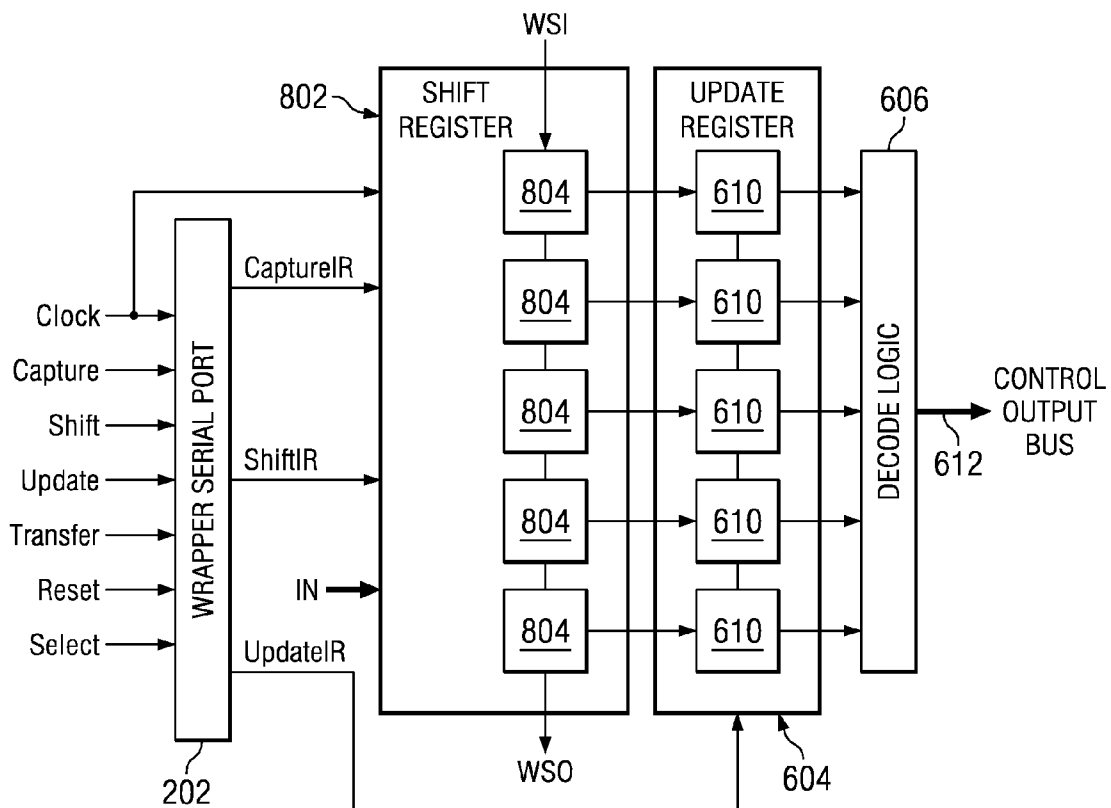 WSI
802
SHIFT
REGISTER
UPDATE
REGISTER
606
804
610
804
610
804
610
804
610
804
610
CaptureIR
ShiftIR
IN
UpdateIR
Clock
Capture
Shift
Update
Transfer
Reset
Select
WRAPPER SERIAL PORT
DECODE LOGIC
CONTROL
OUTPUT
BUS
612
202
WSO
604